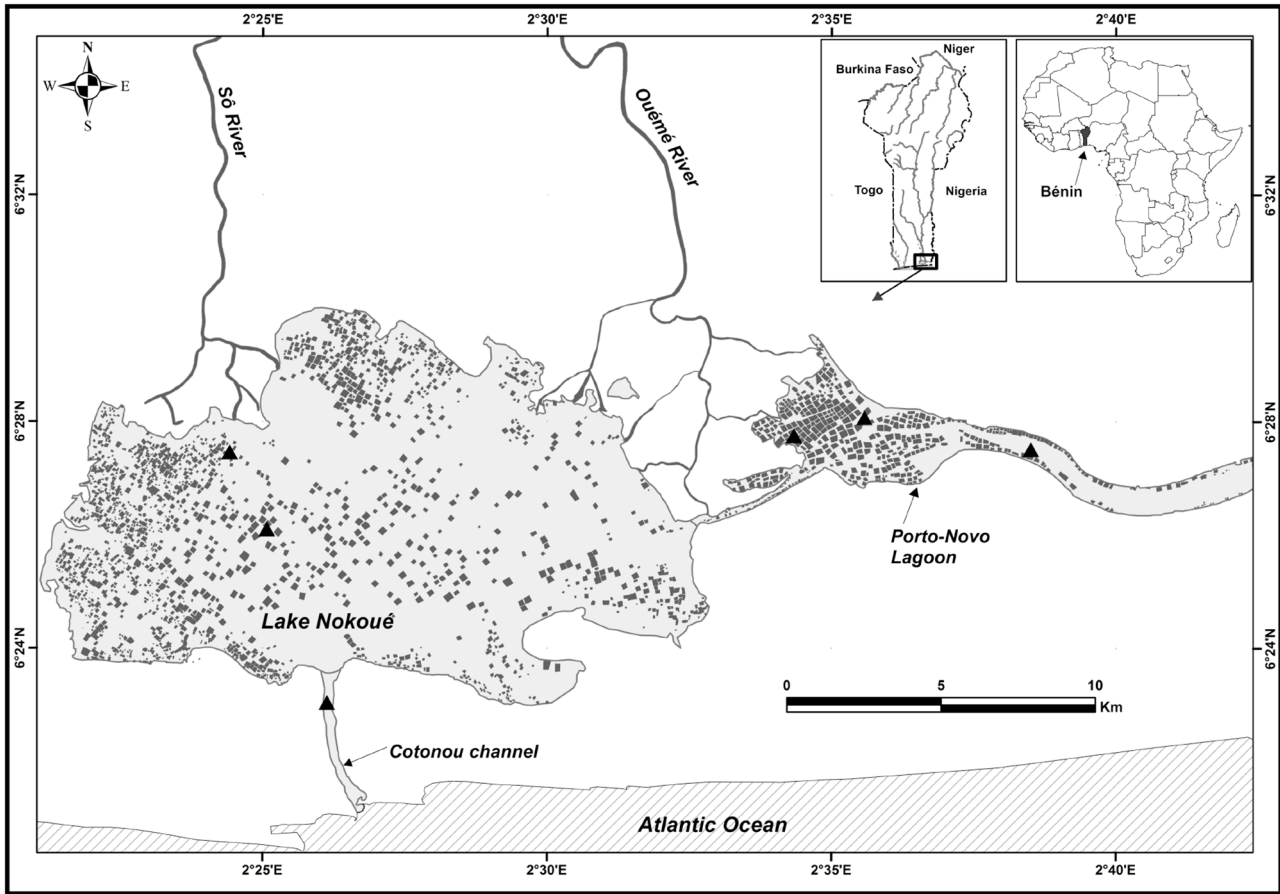 2°25'E
2°30'E
2°35'E
2°40'E
N
W
E
S
Sô River
Ouémé River
Niger
Burkina Faso
Togo
Nigeria
Bénin
6°32'N
6°32'N
6°28'N
6°28'N
Porto-Novo
Lagoon
Lake Nokoué
6°24'N
6°24'N
0
5
10
Km
Cotonou channel
Atlantic Ocean
2°25'E
2°30'E
2°35'E
2°40'E